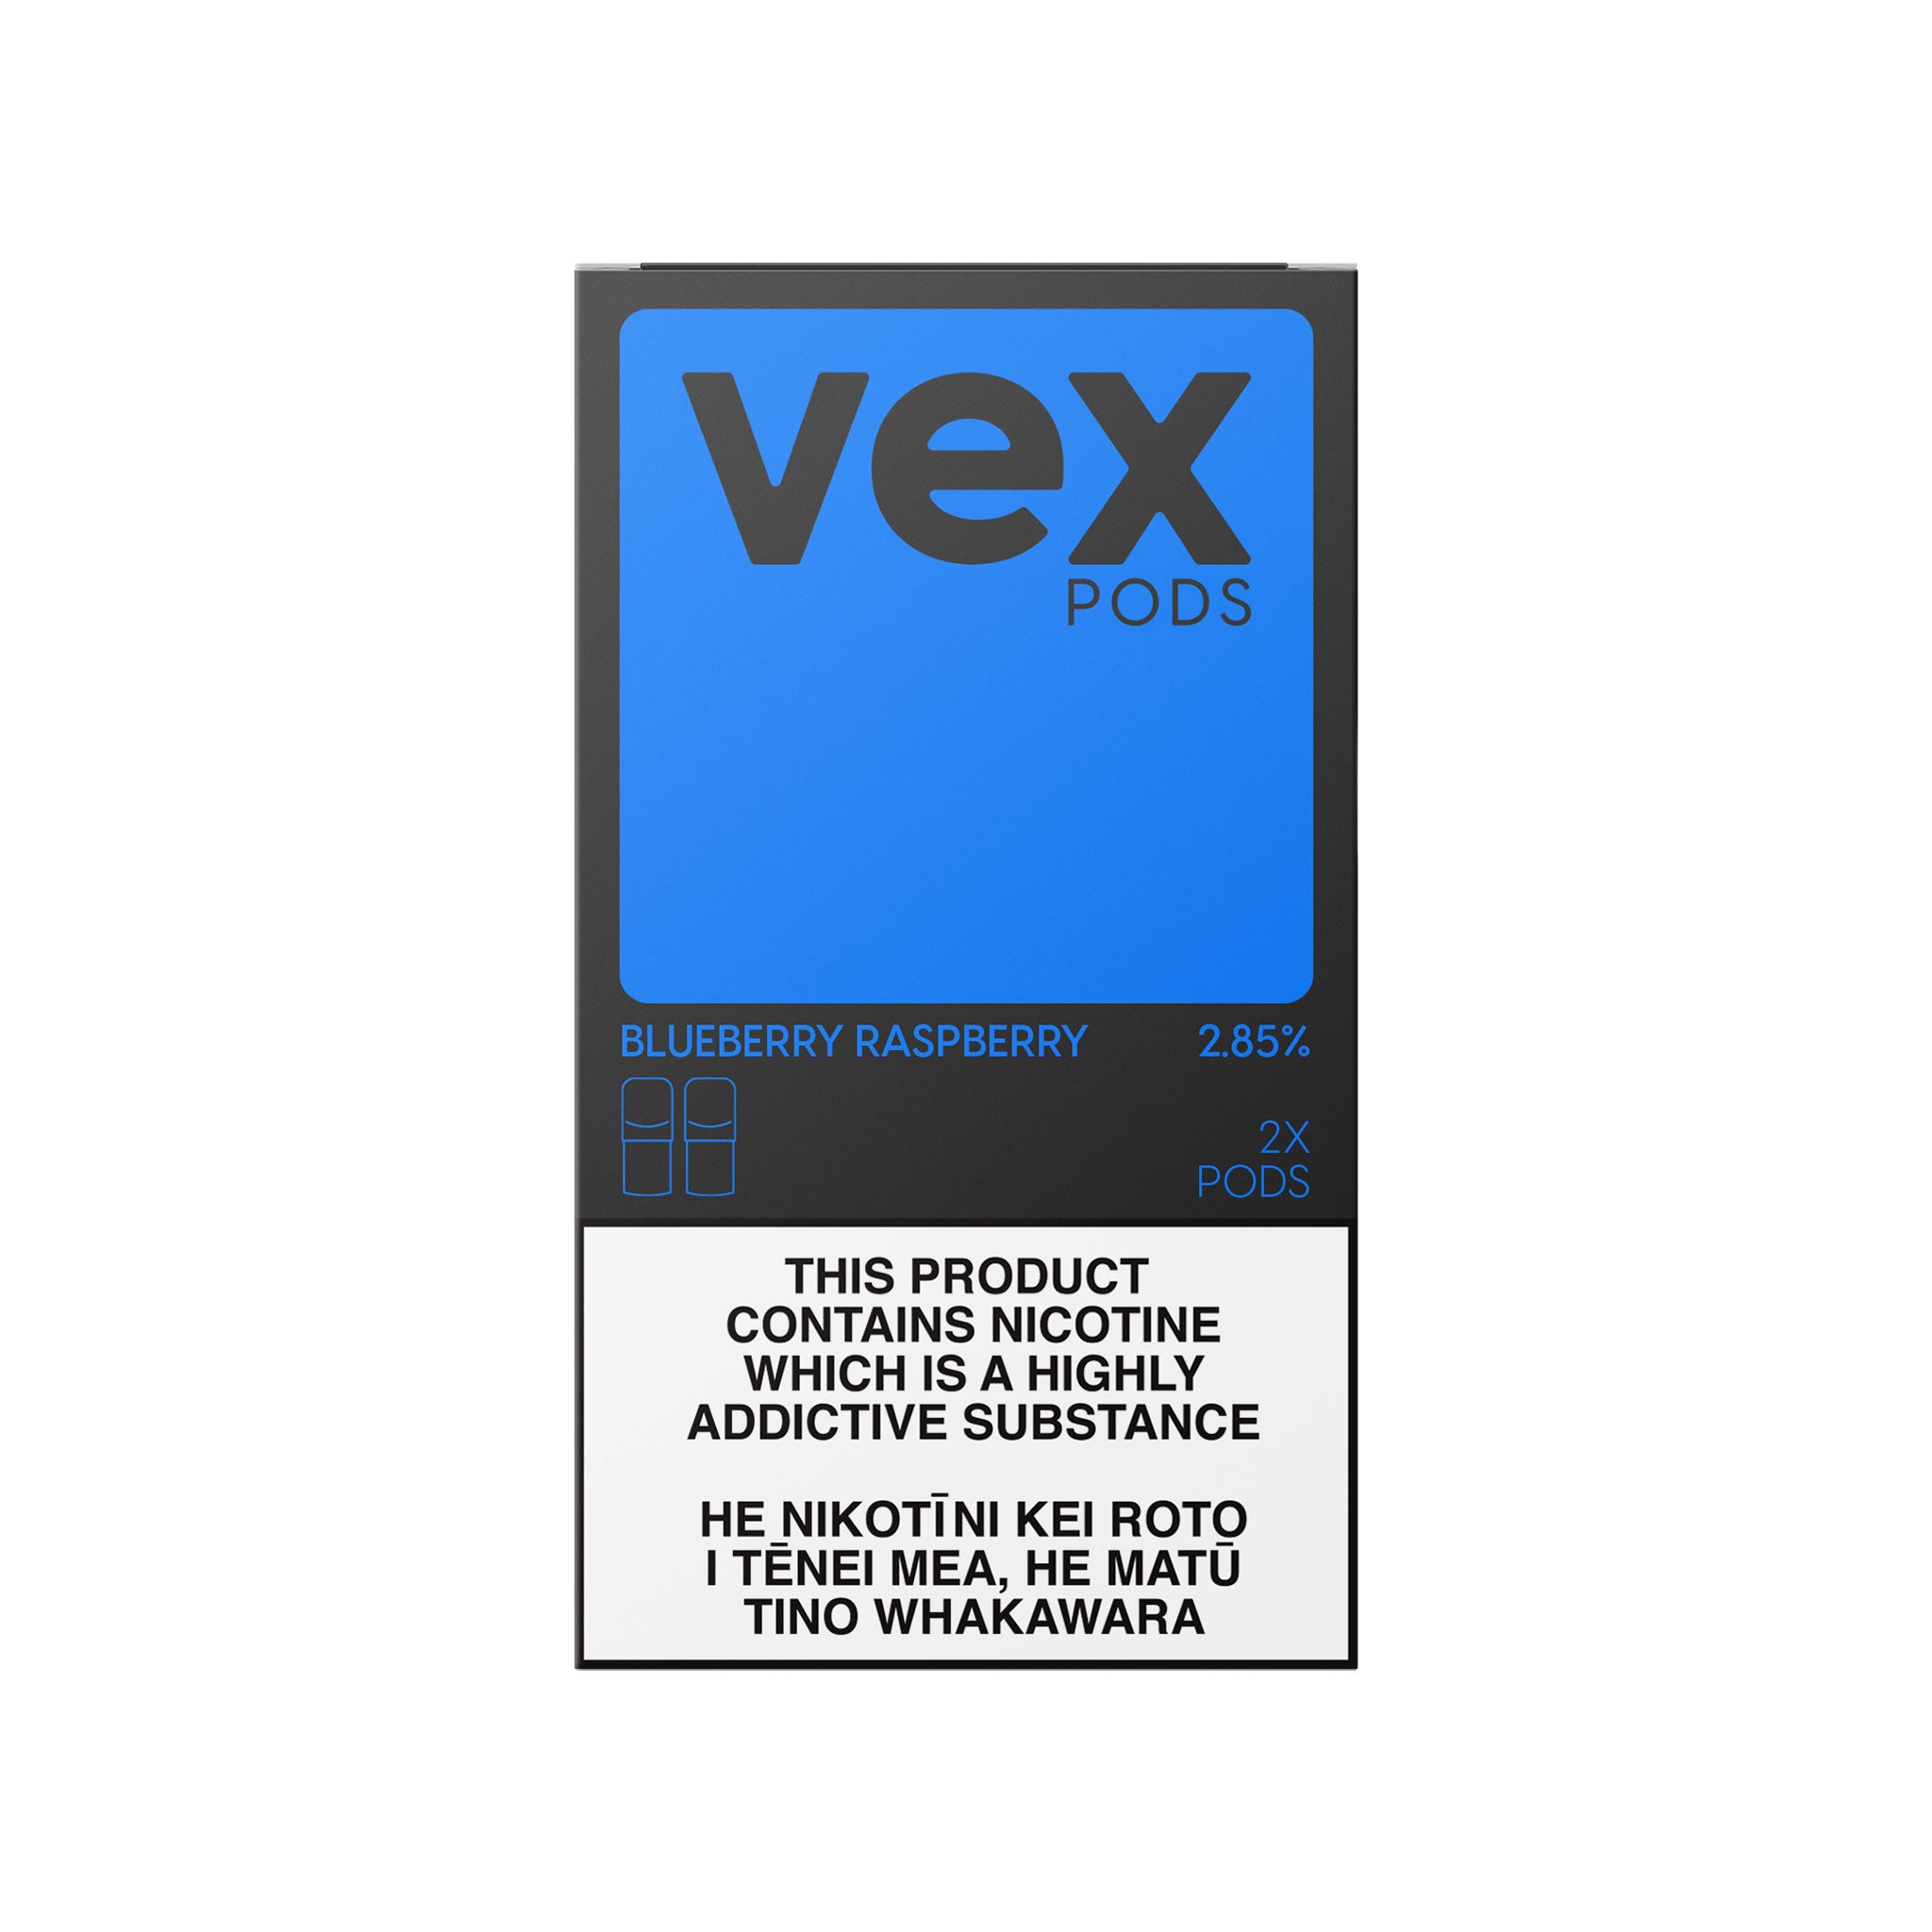 vex
PODS
BLUEBERRY RASPBERRY 2.85%
2X
PODS
THIS PRODUCT
CONTAINS NICOTINE
WHICH IS A HIGHLY
ADDICTIVE SUBSTANCE
HE NIKOTĪNI KEI ROTO
I TĒNEI MEA, HE MATŪ
TINO WHAKAWARA